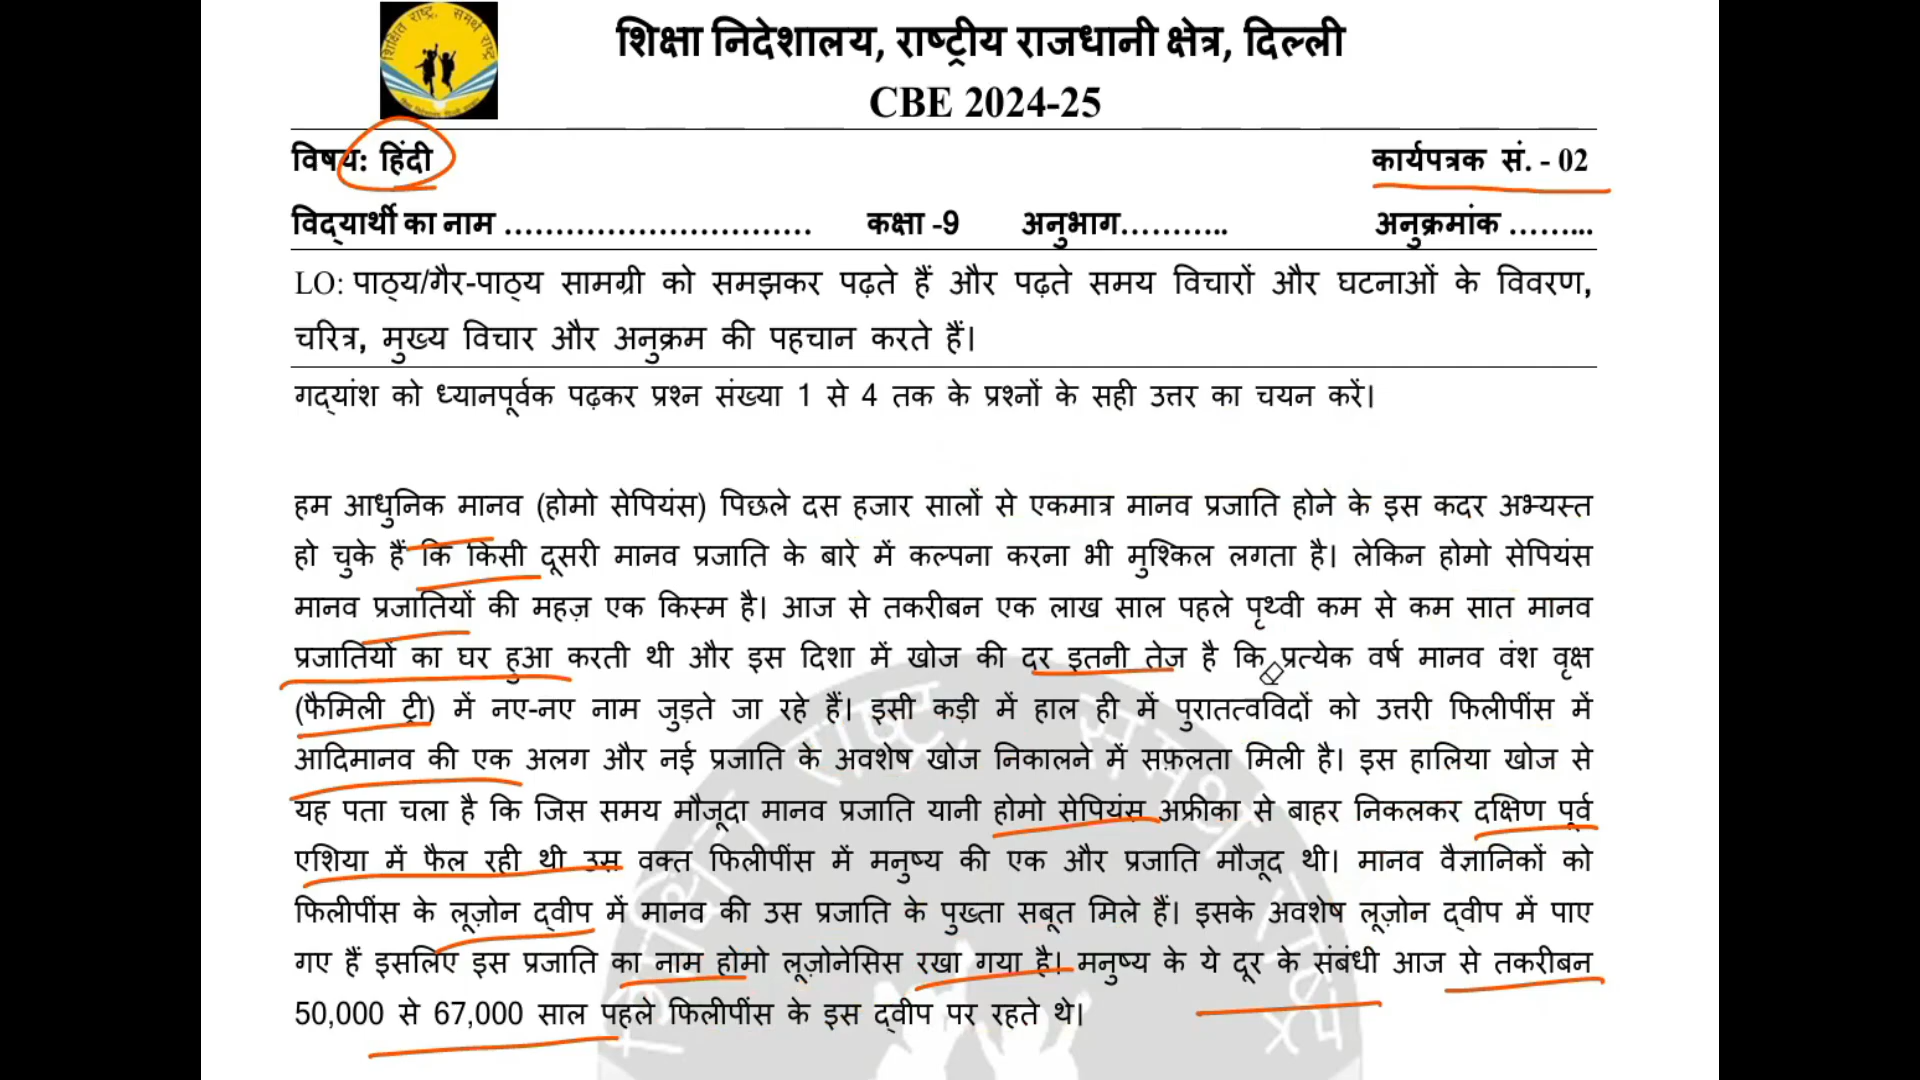 शिक्षित राष्ट्र, समर्थ राष्ट्र
शिक्षा निदेशालय, राष्ट्रीय राजधानी क्षेत्र, दिल्ली
CBE 2024-25
विषय: हिंदी कार्यपत्रक सं. - 02
विद्यार्थी का नाम .............................. कक्षा -9 अनुभाग........... अनुक्रमांक .........
LO: पाठ्य/गैर-पाठ्य सामग्री को समझकर पढ़ते हैं और पढ़ते समय विचारों और घटनाओं के विवरण,
चरित्र, मुख्य विचार और अनुक्रम की पहचान करते हैं।
गद्यांश को ध्यानपूर्वक पढ़कर प्रश्न संख्या 1 से 4 तक के प्रश्नों के सही उत्तर का चयन करें।
हम आधुनिक मानव (होमो सेपियंस) पिछले दस हजार सालों से एकमात्र मानव प्रजाति होने के इस कदर अभ्यस्त
हो चुके हैं कि किसी दूसरी मानव प्रजाति के बारे में कल्पना करना भी मुश्किल लगता है। लेकिन होमो सेपियंस
मानव प्रजातियों की महज़ एक किस्म है। आज से तकरीबन एक लाख साल पहले पृथ्वी कम से कम सात मानव
प्रजातियों का घर हुआ करती थी और इस दिशा में खोज की दर इतनी तेज है कि प्रत्येक वर्ष मानव वंश वृक्ष
(फैमिली ट्री) में नए-नए नाम जुड़ते जा रहे हैं। इसी कड़ी में हाल ही में पुरातत्वविदों को उत्तरी फिलीपींस में
आदिमानव की एक अलग और नई प्रजाति के अवशेष खोज निकालने में सफ़लता मिली है। इस हालिया खोज से
यह पता चला है कि जिस समय मौजूदा मानव प्रजाति यानी होमो सेपियंस अफ्रीका से बाहर निकलकर दक्षिण पूर्व
एशिया में फैल रही थी उस वक्त फिलीपींस में मनुष्य की एक और प्रजाति मौजूद थी। मानव वैज्ञानिकों को
फिलीपींस के लूज़ोन द्वीप में मानव की उस प्रजाति के पुख्ता सबूत मिले हैं। इसके अवशेष लूज़ोन द्वीप में पाए
गए हैं इसलिए इस प्रजाति का नाम होमो लूज़ोनेसिस रखा गया है। मनुष्य के ये दूर के संबंधी आज से तकरीबन
50,000 से 67,000 साल पहले फिलीपींस के इस द्वीप पर रहते थे।
शिक्षित राष्ट्र, समर्थ राष्ट्र